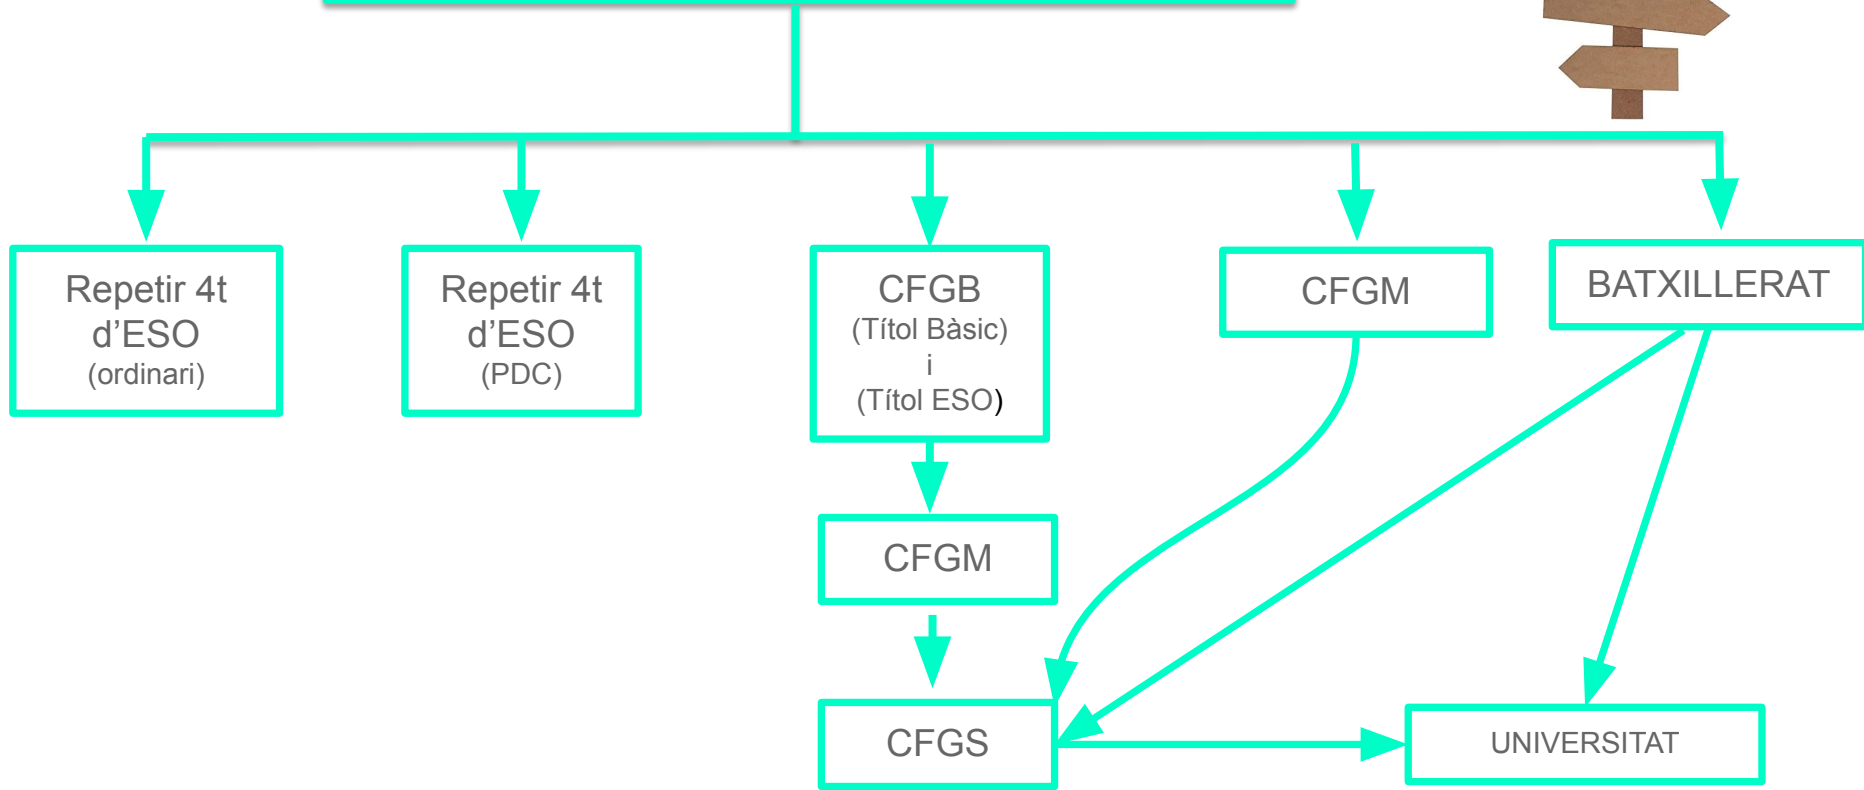 Repetir 4t
d’ESO
(ordinari)
Repetir 4t
d’ESO
(PDC)
CFGB
(Títol Bàsic)
i
(Títol ESO)
CFGM
BATXILLERAT
CFGM
CFGS
UNIVERSITAT